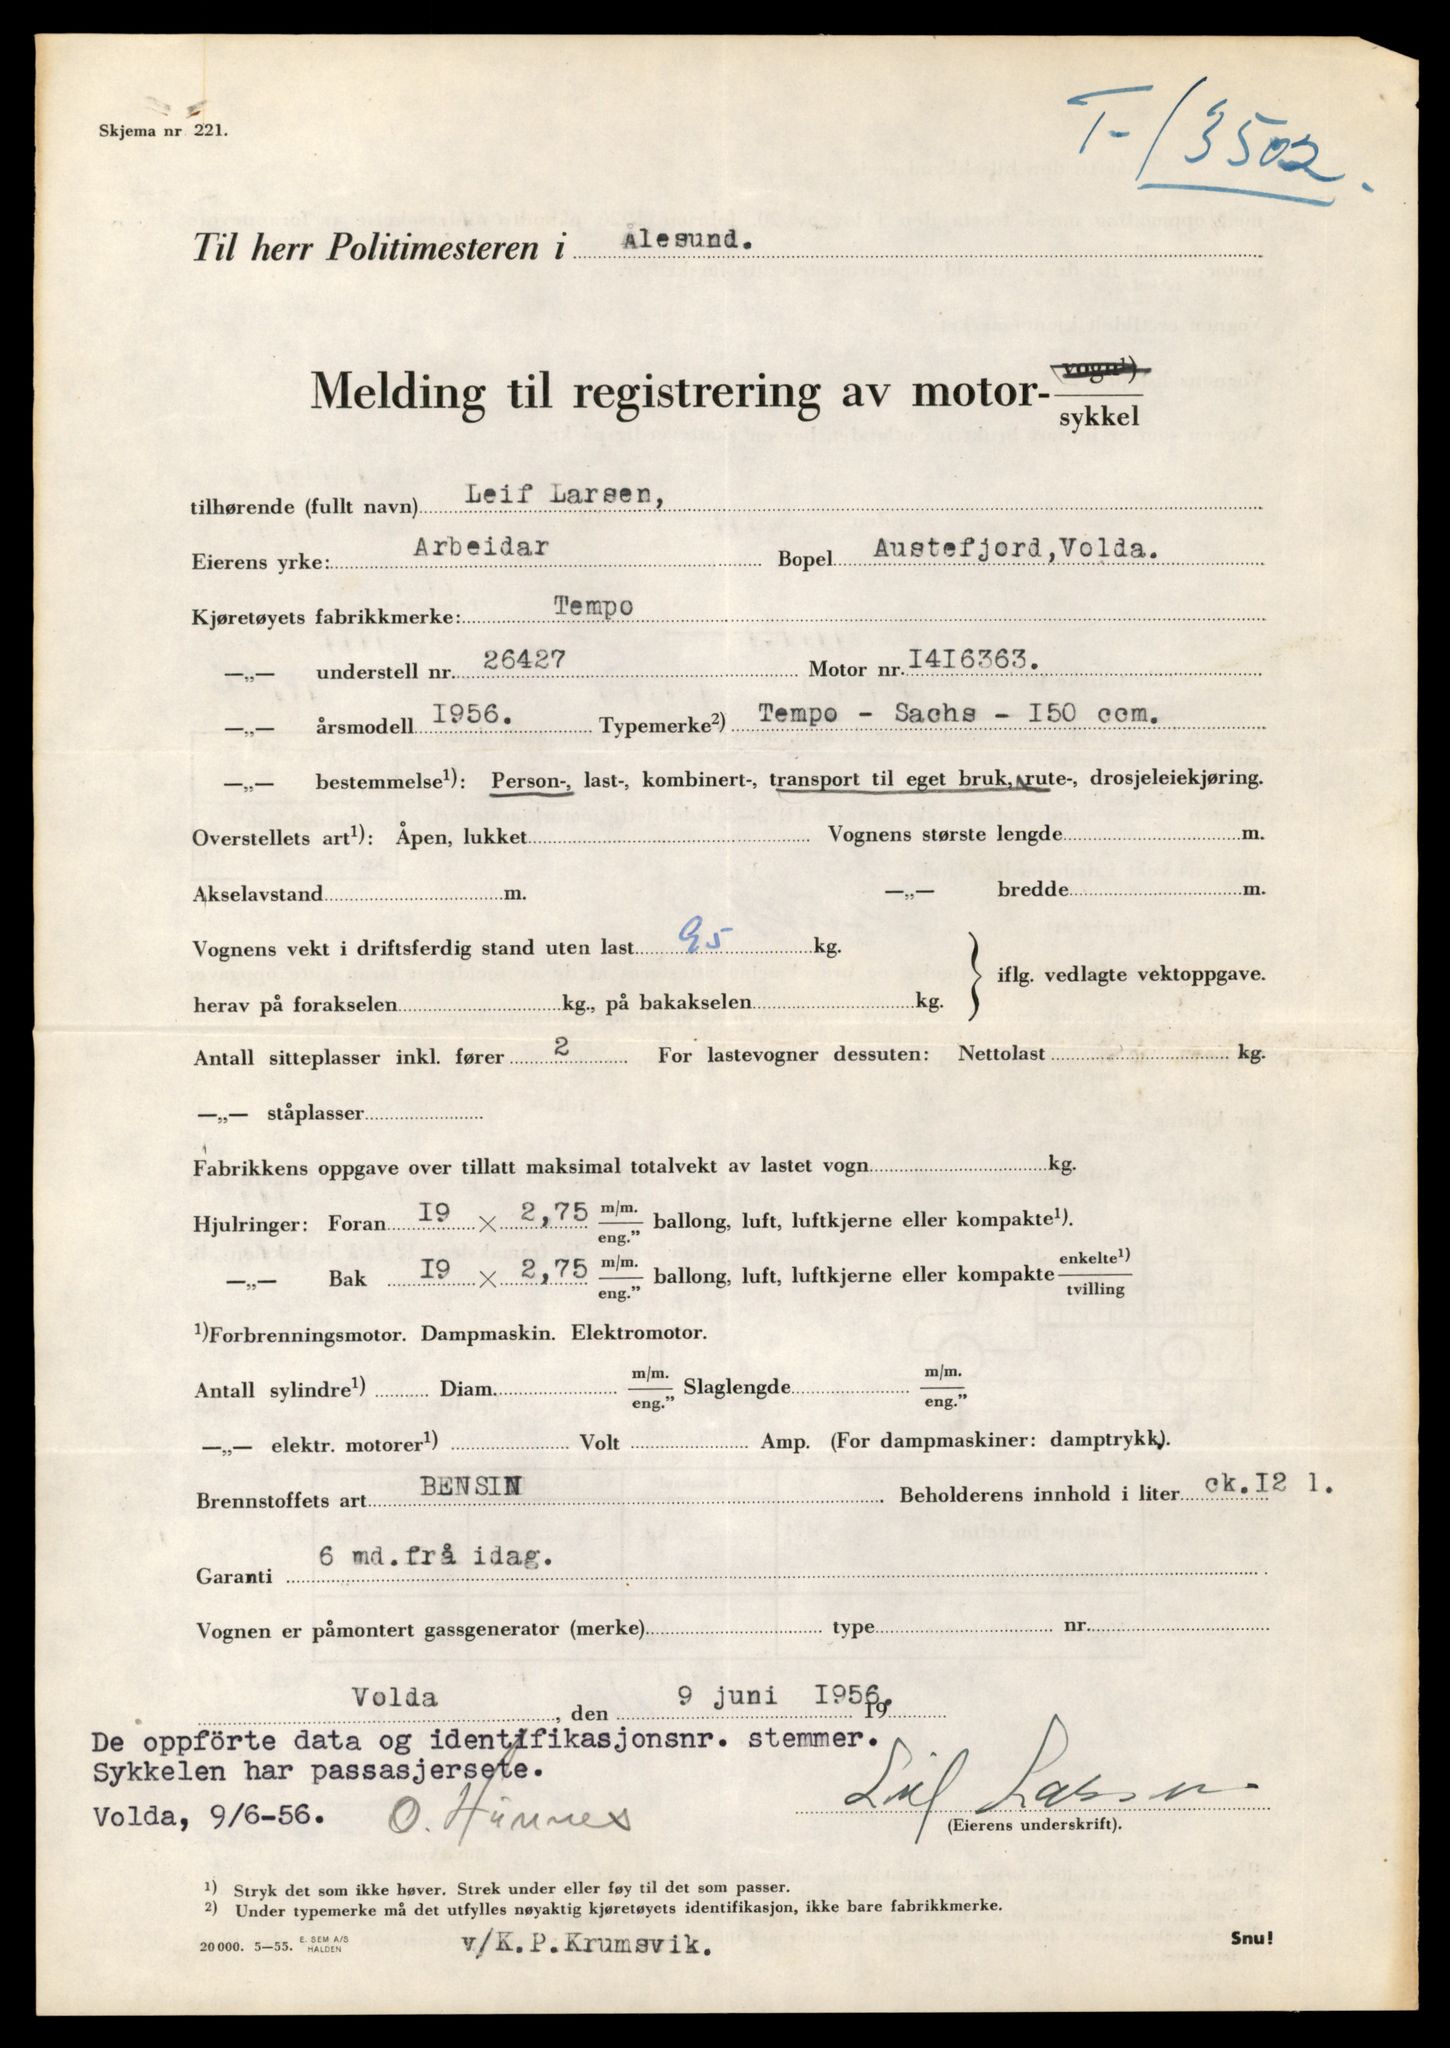 T-13502.
Skjema nr 221.
Til herr Politimesteren i Ålesund.
Melding til registrering av motor- vogn¹) / sykkel
tilhørende (fullt navn) Leif Larsen,
Eierens yrke: Arbeidar Bopel Austefjord, Volda.
Kjøretøyets fabrikkmerke: Tempo
—„— understell nr. 26427 Motor nr. I4I6363.
—„— årsmodell I956. Typemerke²) Tempo - Sachs - I50 ccm.
—„— bestemmelse¹): Person-, last-, kombinert-, transport til eget bruk, rute-, drosjeleiekjøring.
Overstellets art¹): Åpen, lukket Vognens største lengde m.
Akselavstand m. —„— bredde m.
Vognens vekt i driftsferdig stand uten last 95 kg.
iflg. vedlagte vektoppgave.
herav på forakselen kg., på bakakselen kg.
Antall sitteplasser inkl. fører 2 For lastevogner dessuten: Nettolast kg.
—„— ståplasser
Fabrikkens oppgave over tillatt maksimal totalvekt av lastet vogn kg.
Hjulringer: Foran I9 × 2,75 m/m. / eng.” ballong, luft, luftkjerne eller kompakte¹).
—„— Bak I9 × 2,75 m/m. / eng.” ballong, luft, luftkjerne eller kompakte enkelte¹) / tvilling
¹)Forbrenningsmotor. Dampmaskin. Elektromotor.
Antall sylindre¹) Diam. m/m. / eng.” Slaglengde m/m. / eng.”
—„— elektr. motorer¹) Volt Amp. (For dampmaskiner: damptrykk).
Brennstoffets art BENSIN Beholderens innhold i liter ck. I2 l.
Garanti 6 md. frå idag.
Vognen er påmontert gassgenerator (merke) type nr.
Volda, den 9 juni I956. 19
De oppförte data og identifikasjonsnr. stemmer.
Sykkelen har passasjersete.
Volda, 9/6-56. O. Hunnes
Leif Larsen
(Eierens underskrift).
¹) Stryk det som ikke høver. Strek under eller føy til det som passer.
²) Under typemerke må det utfylles nøyaktig kjøretøyets identifikasjon, ikke bare fabrikkmerke.
20 000. 5—55. E. SEM A/S HALDEN v/K. P. Krumsvik. Snu!